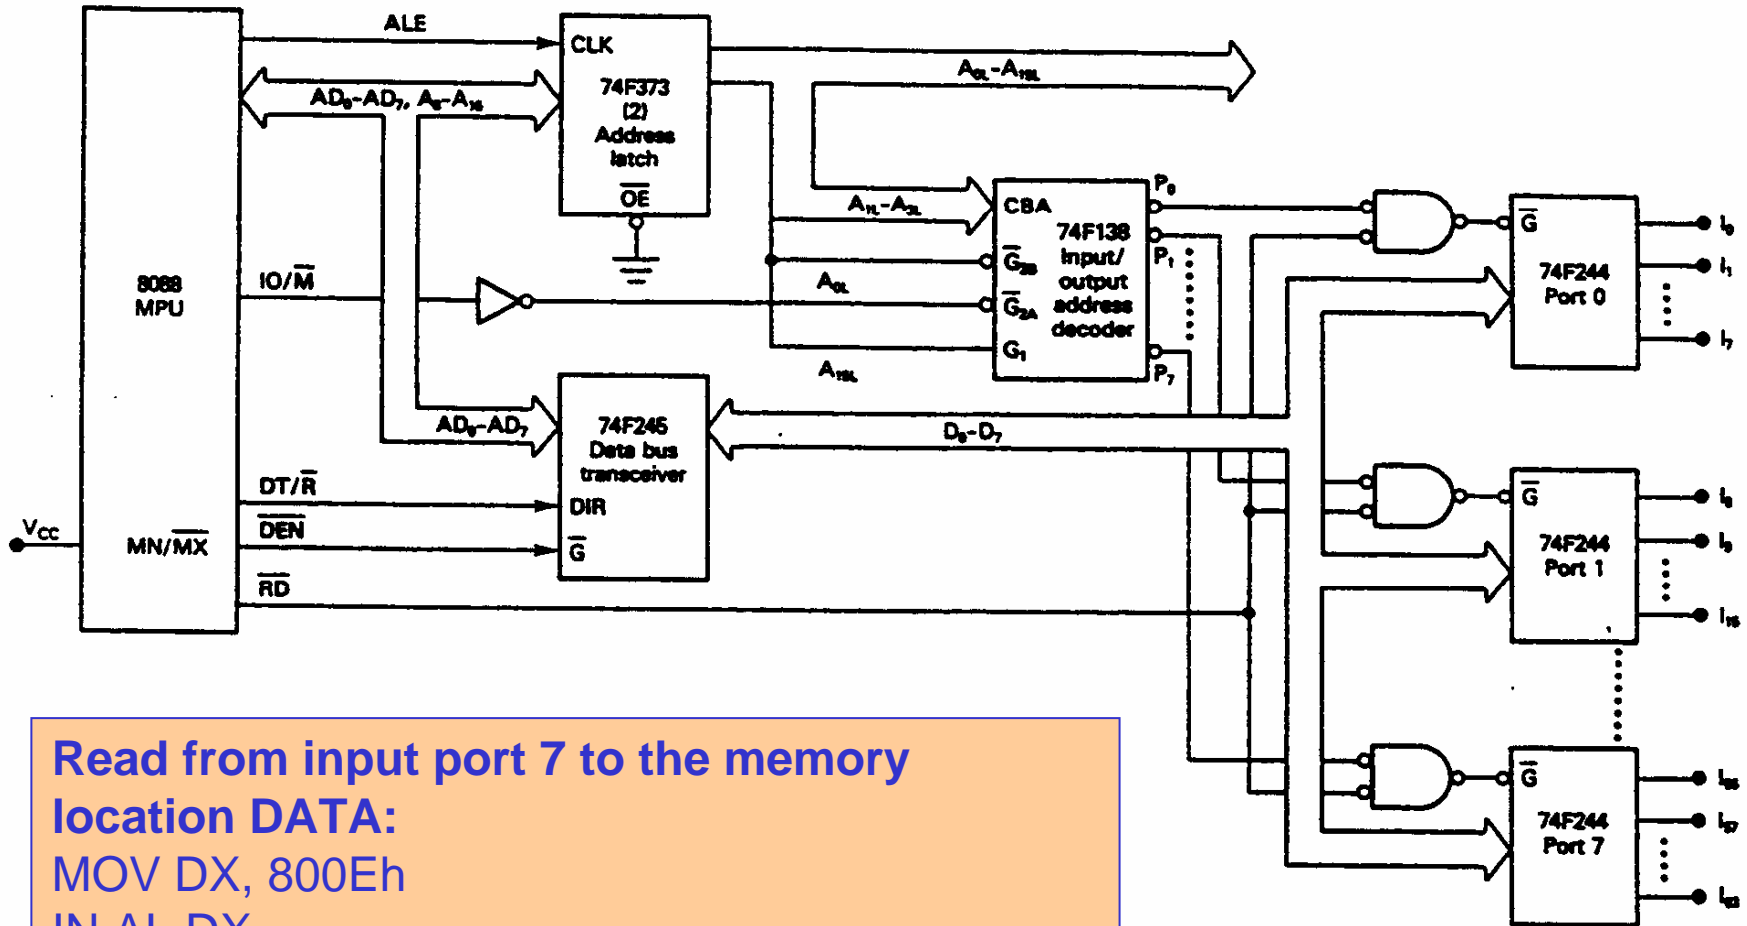 ALE
CLK
74F373
(2)
Address
latch
OE
AD₀-AD₇, A₈-A₁₅
A₀L-A₁₅L
8088
MPU
IO/M
A₁L-A₃L
A₀L
A₁₅L
CBA
74F138
Input/
output
address
decoder
G₂B
G₂A
G₁
P₀
P₁
P₇
G
74F244
Port 0
I₀
I₁
I₇
AD₀-AD₇
74F245
Data bus
transceiver
DIR
G
D₀-D₇
DT/R
DEN
RD
V_CC
MN/MX
G
74F244
Port 1
I₈
I₉
I₁₅
G
74F244
Port 7
I₅₆
I₅₇
I₆₃
Read from input port 7 to the memory
location DATA:
MOV DX, 800Eh
IN AL, DX